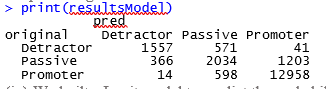 > print(resultsModel)
pred
original Detractor Passive Promoter
Detractor 1557 571 41
Passive 366 2034 1203
Promoter 14 598 12958